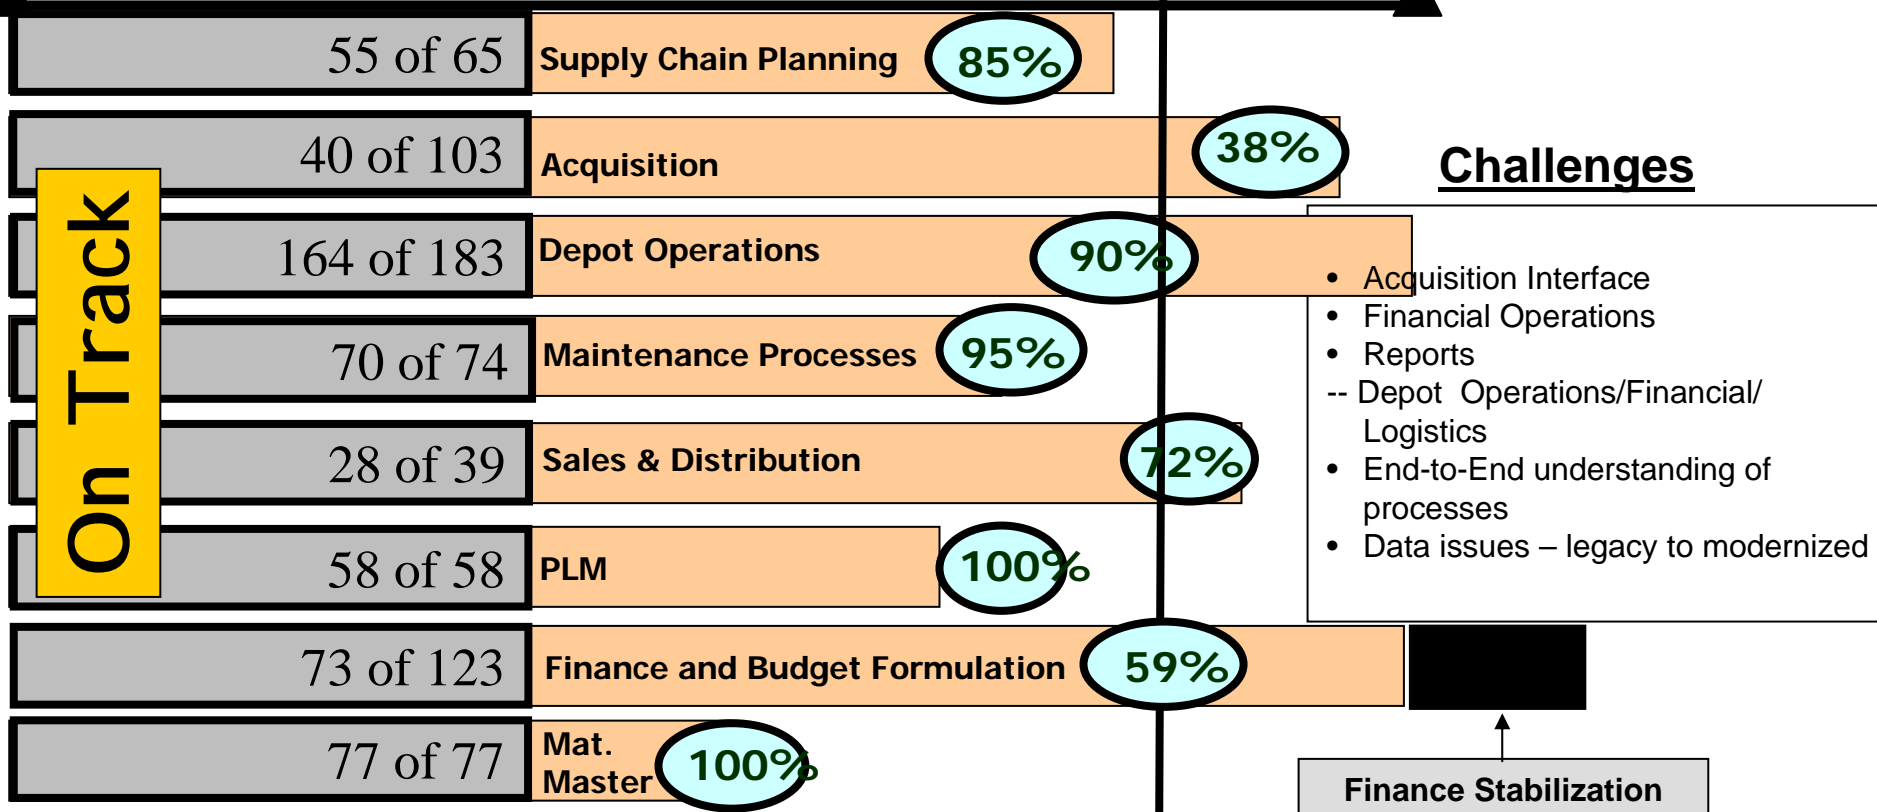 55 of 65
Supply Chain Planning
85%
40 of 103
Acquisition
38%
164 of 183
Depot Operations
90%
70 of 74
Maintenance Processes
95%
28 of 39
Sales & Distribution
72%
58 of 58
PLM
100%
73 of 123
Finance and Budget Formulation
59%
77 of 77
Mat.
Master
100%
On Track
Challenges
• Acquisition Interface
• Financial Operations
• Reports
-- Depot Operations/Financial/
Logistics
• End-to-End understanding of
processes
• Data issues – legacy to modernized
Finance Stabilization